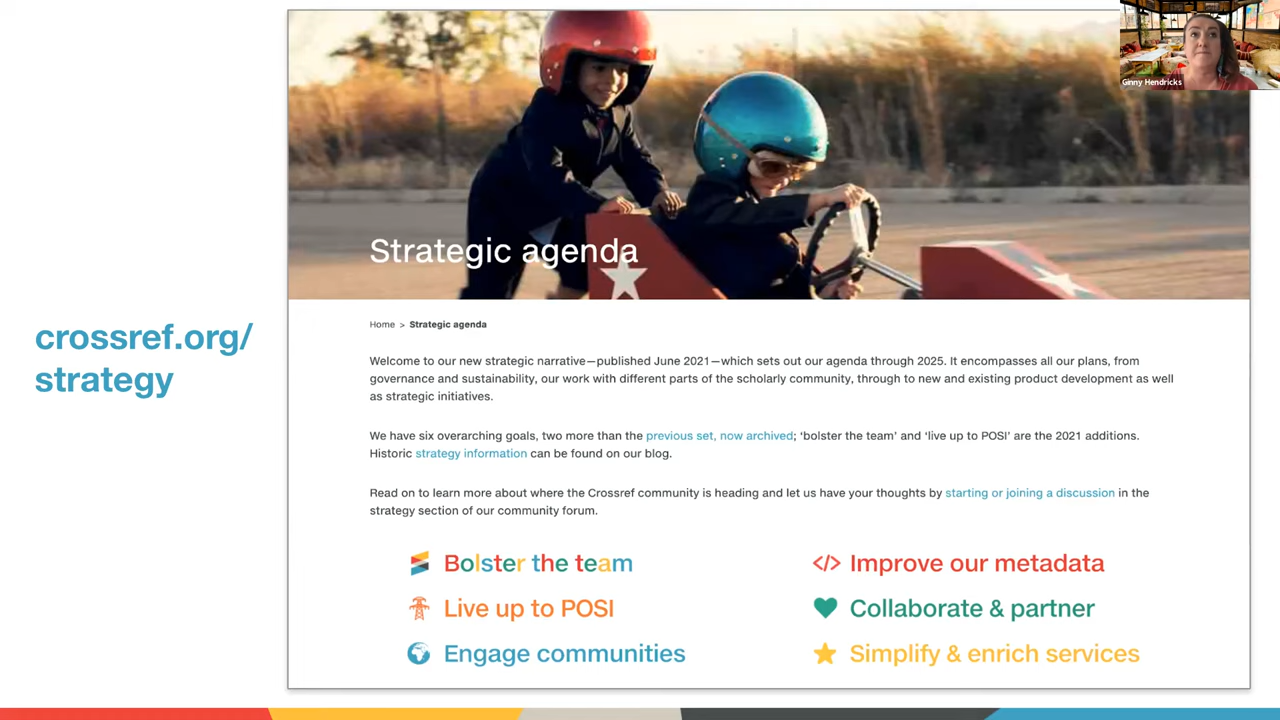 Ginny Hendricks
Strategic agenda
crossref.org/
strategy
Home > Strategic agenda
Welcome to our new strategic narrative—published June 2021—which sets out our agenda through 2025. It encompasses all our plans, from
governance and sustainability, our work with different parts of the scholarly community, through to new and existing product development as well
as strategic initiatives.
We have six overarching goals, two more than the previous set, now archived; ‘bolster the team’ and ‘live up to POSI’ are the 2021 additions.
Historic strategy information can be found on our blog.
Read on to learn more about where the Crossref community is heading and let us have your thoughts by starting or joining a discussion in the
strategy section of our community forum.
Bolster the team
Live up to POSI
Engage communities
</> Improve our metadata
Collaborate & partner
Simplify & enrich services